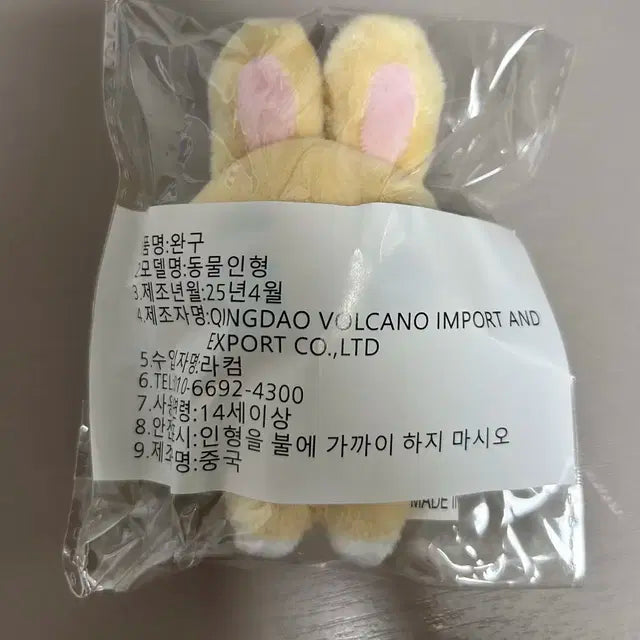 품명:완구
2.모델명:동물인형
3.제조년월:25년4월
4.제조자명:QINGDAO VOLCANO IMPORT AND
EXPORT CO.,LTD
5.수입자명:라컴
6.TEL:010-6692-4300
7.사용연령:14세이상
8.안전표시:인형을 불에 가까이 하지 마시오
9.제조국명:중국
MADE